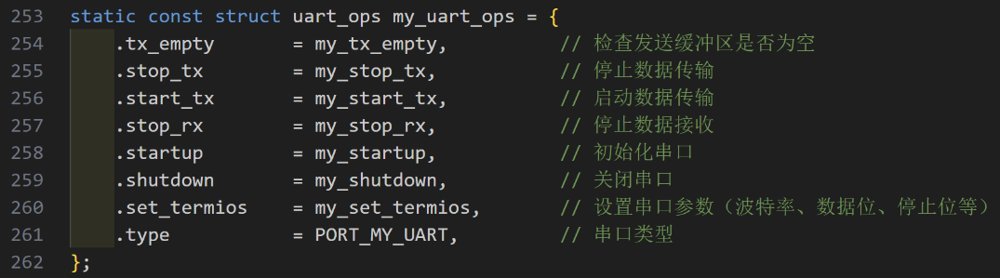 253 static const struct uart_ops my_uart_ops = {
254     .tx_empty       = my_tx_empty,          // 检查发送缓冲区是否为空
255     .stop_tx        = my_stop_tx,           // 停止数据传输
256     .start_tx       = my_start_tx,          // 启动数据传输
257     .stop_rx        = my_stop_rx,           // 停止数据接收
258     .startup        = my_startup,           // 初始化串口
259     .shutdown       = my_shutdown,          // 关闭串口
260     .set_termios    = my_set_termios,       // 设置串口参数（波特率、数据位、停止位等）
261     .type           = PORT_MY_UART,         // 串口类型
262 };